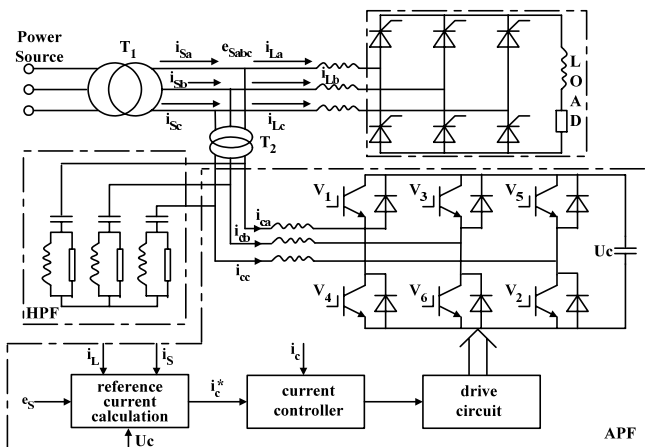 Power
Source
T1
iSa
eSabc
iLa
iSb
iLb
iSc
iLc
T2
LOAD
HPF
ica
icb
icc
V1
V3
V5
V4
V6
V2
Uc
iL
iS
ic
eS
reference
current
calculation
ic*
current
controller
drive
circuit
Uc
APF